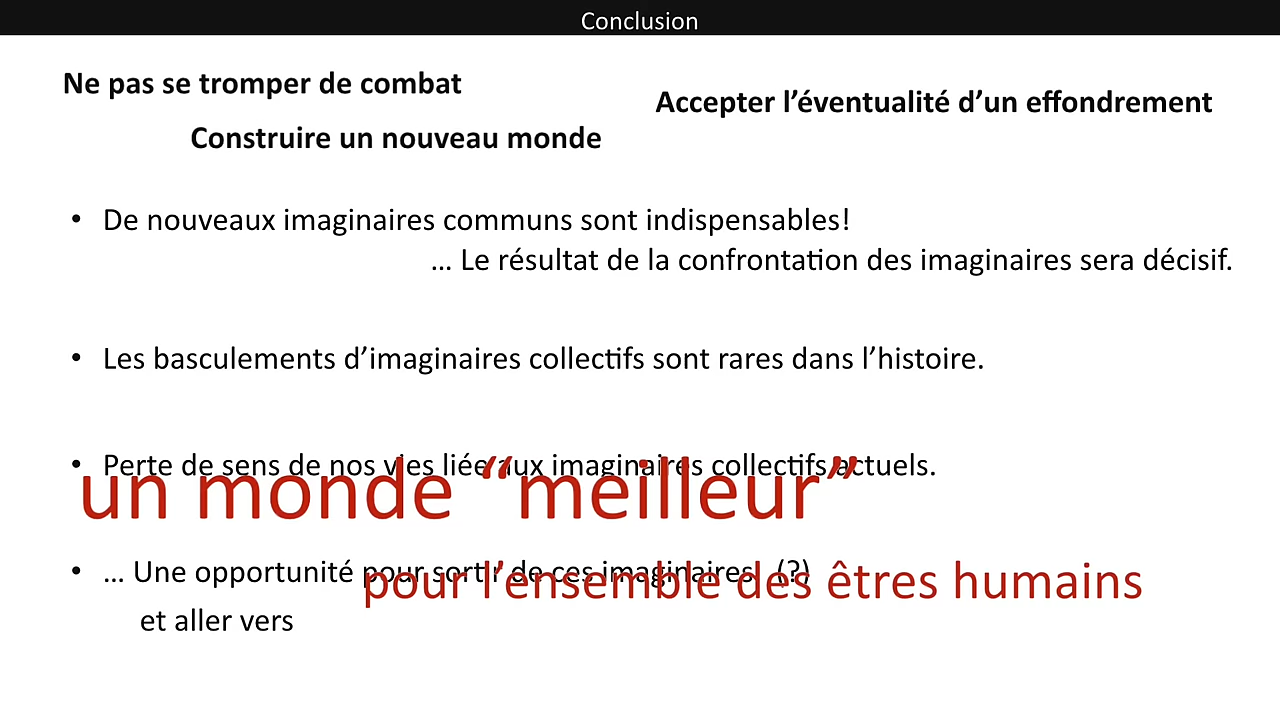 Conclusion
Ne pas se tromper de combat
Accepter l’éventualité d’un effondrement
Construire un nouveau monde
• De nouveaux imaginaires communs sont indispensables!
... Le résultat de la confrontation des imaginaires sera décisif.
• Les basculements d’imaginaires collectifs sont rares dans l’histoire.
• Perte de sens de nos vies liée aux imaginaires collectifs actuels.
un monde “meilleur”
• ... Une opportunité pour sortir de ces imaginaires (?)
pour l’ensemble des êtres humains
et aller vers